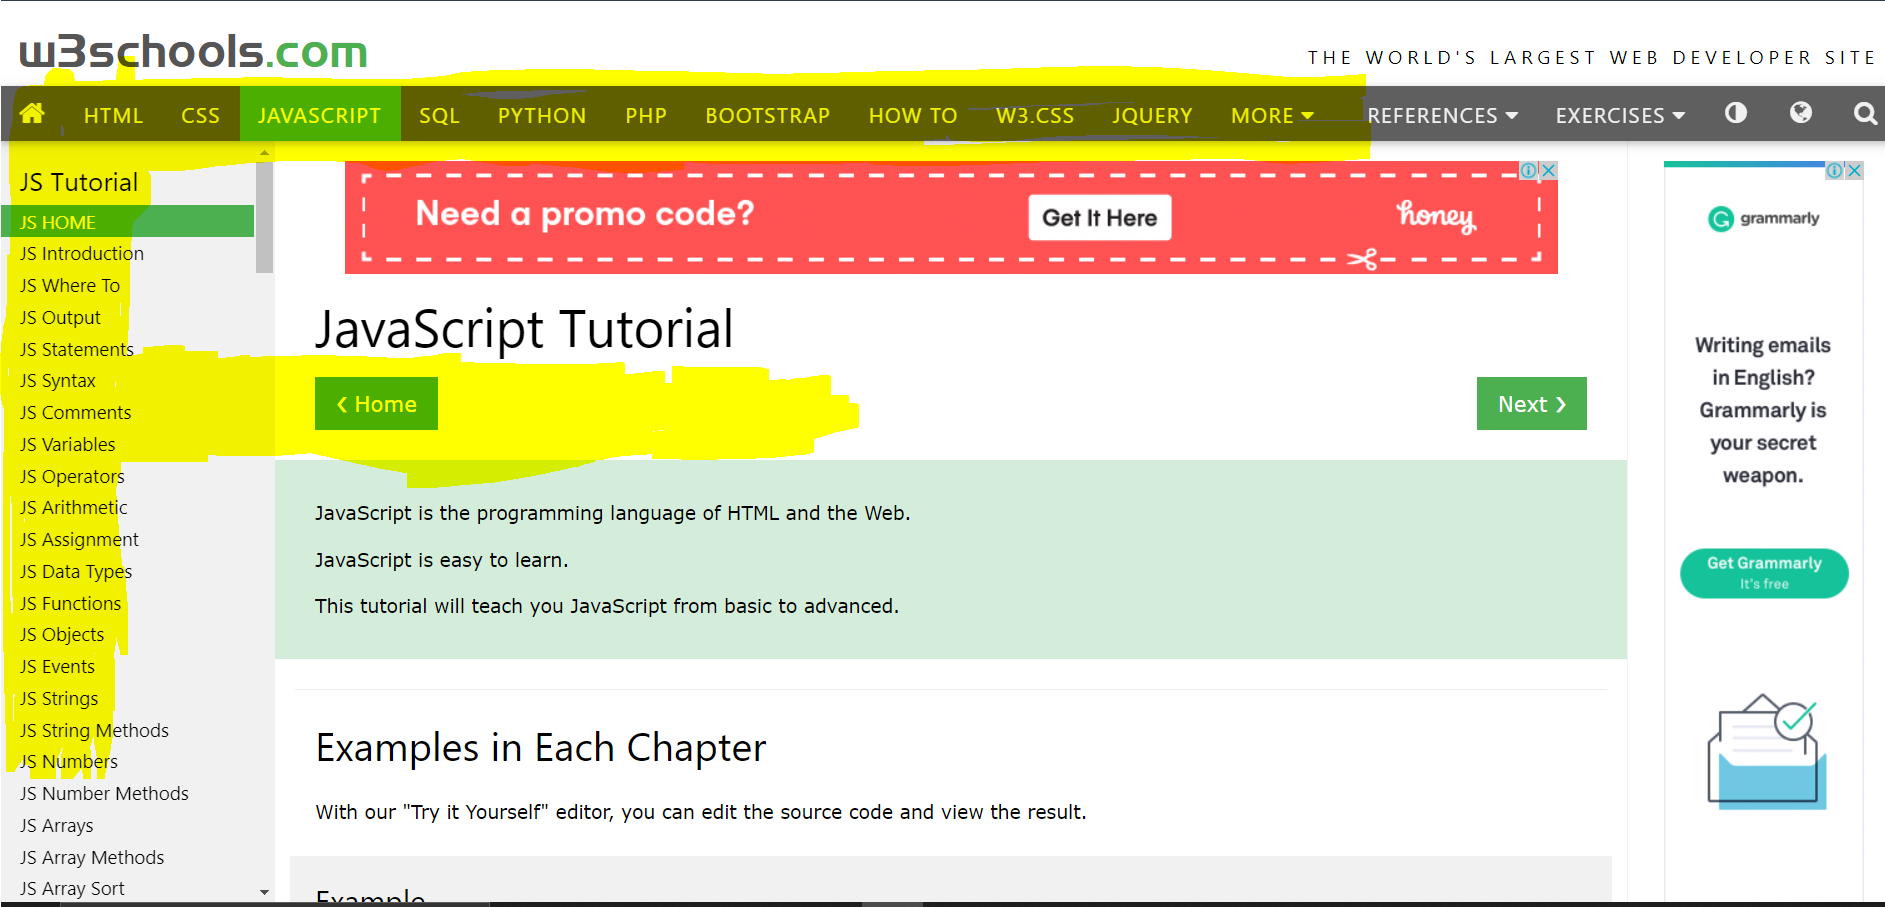 w3schools.com
THE WORLD'S LARGEST WEB DEVELOPER SITE
HTML CSS JAVASCRIPT SQL PYTHON PHP BOOTSTRAP HOW TO W3.CSS JQUERY MORE REFERENCES EXERCISES
JS Tutorial
JS HOME
JS Introduction
JS Where To
JS Output
JS Statements
JS Syntax
JS Comments
JS Variables
JS Operators
JS Arithmetic
JS Assignment
JS Data Types
JS Functions
JS Objects
JS Events
JS Strings
JS String Methods
JS Numbers
JS Number Methods
JS Arrays
JS Array Methods
JS Array Sort
Need a promo code? Get It Here honey
JavaScript Tutorial
❮ Home Next ❯
JavaScript is the programming language of HTML and the Web.
JavaScript is easy to learn.
This tutorial will teach you JavaScript from basic to advanced.
Examples in Each Chapter
With our "Try it Yourself" editor, you can edit the source code and view the result.
Example
grammarly
Writing emails
in English?
Grammarly is
your secret
weapon.
Get Grammarly
It's free